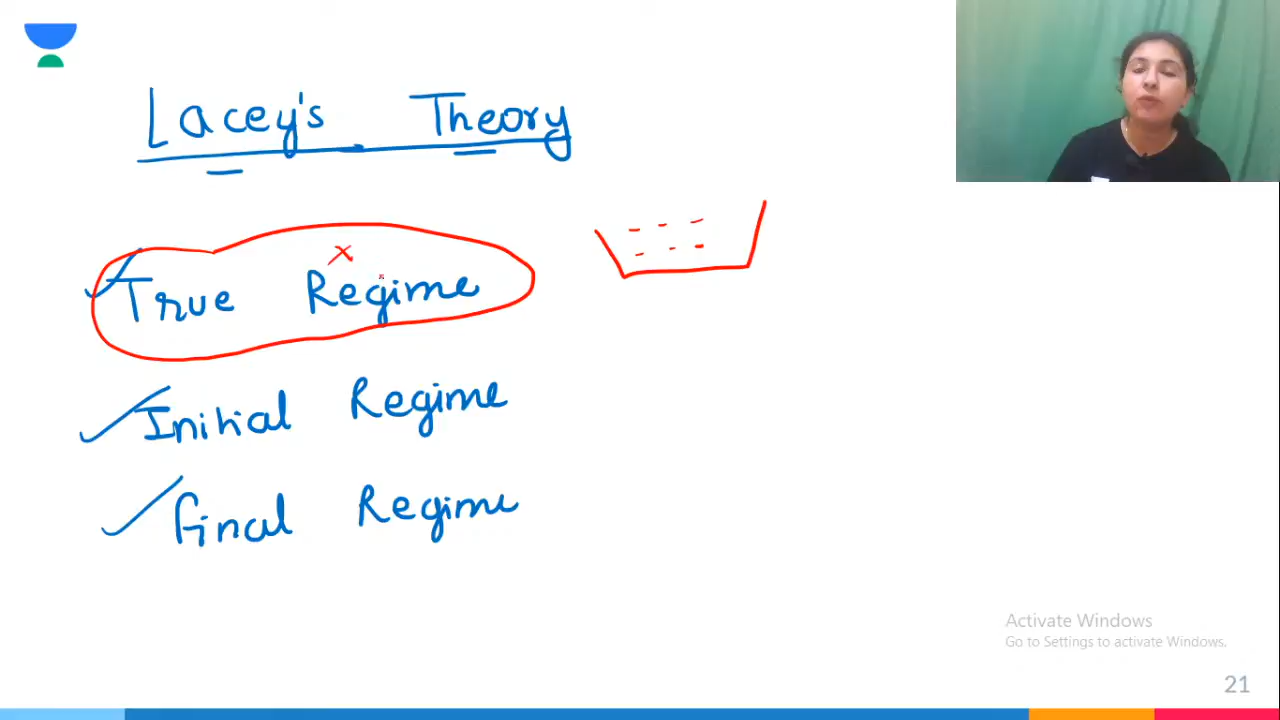 Lacey's Theory
True Regime
Initial Regime
Final Regime
Activate Windows
Go to Settings to activate Windows.
21